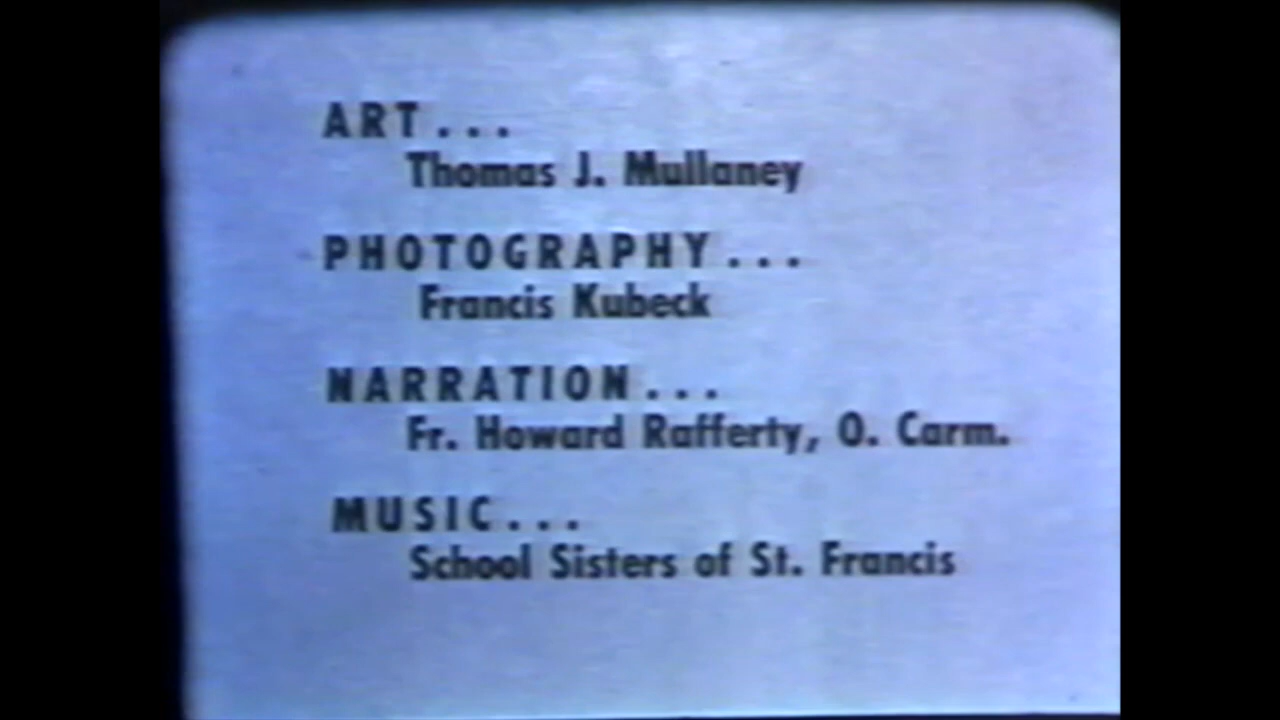 ART...
Thomas J. Mullaney
PHOTOGRAPHY...
Francis Kubeck
NARRATION...
Fr. Howard Rafferty, O. Carm.
MUSIC...
School Sisters of St. Francis